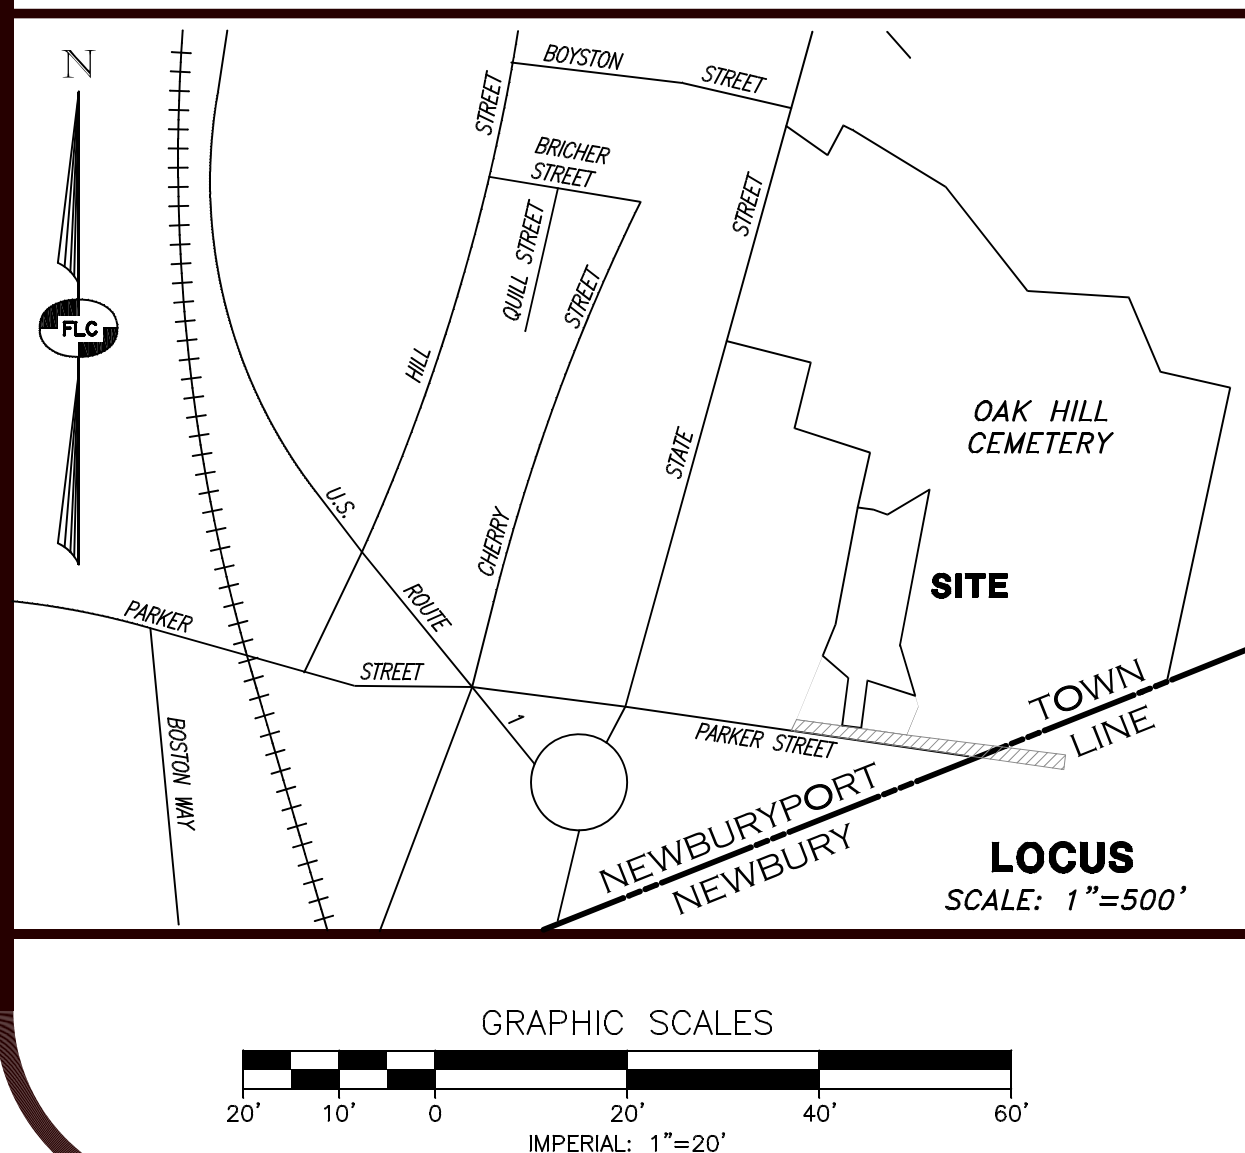 N
BOYSTON STREET
STREET
BRICHER
STREET
QUILL STREET
STREET
STREET
FLC
HILL
OAK HILL
CEMETERY
STATE
U.S.
CHERRY
ROUTE
SITE
PARKER
STREET
1
BOSTON WAY
PARKER STREET
TOWN
LINE
NEWBURYPORT
NEWBURY
LOCUS
SCALE: 1"=500'
GRAPHIC SCALES
20' 10' 0 20' 40' 60'
IMPERIAL: 1"=20'